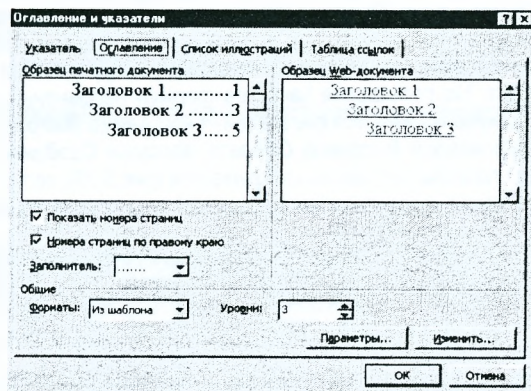 Оглавление и указатели
Указатель Оглавление Список иллюстраций Таблица ссылок
Образец печатного документа Образец Web-документа
Заголовок 1............1 Заголовок 1
Заголовок 2 .......3 Заголовок 2
Заголовок 3.....5 Заголовок 3
Показать номера страниц
Номера страниц по правому краю
Заполнитель: .......
Общие
Форматы: Из шаблона Уровни: 3
Параметры... Изменить...
ОК Отмена